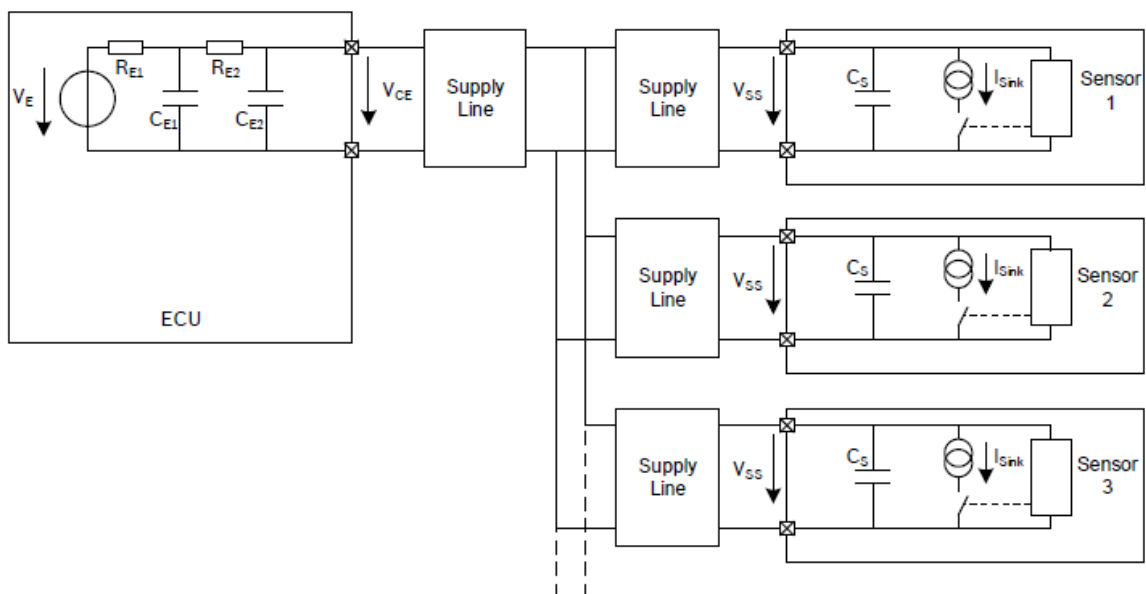 R_E1
R_E2
V_E
C_E1
C_E2
V_CE
ECU
Supply
Line
Supply
Line
V_SS
C_S
I_Sink
Sensor
1
Supply
Line
V_SS
C_S
I_Sink
Sensor
2
Supply
Line
V_SS
C_S
I_Sink
Sensor
3